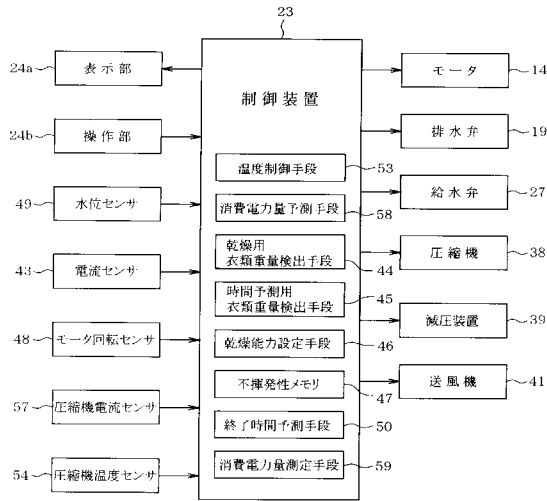 23
制御装置
24a
表示部
24b
操作部
49
水位センサ
43
電流センサ
48
モータ回転センサ
57
圧縮機電流センサ
54
圧縮機温度センサ
温度制御手段
53
消費電力量予測手段
58
乾燥用
衣類重量検出手段
44
時間予測用
衣類重量検出手段
45
乾燥能力設定手段
46
不揮発性メモリ
47
終了時間予測手段
50
消費電力量測定手段
59
モータ
14
排水弁
19
給水弁
27
圧縮機
38
減圧装置
39
送風機
41